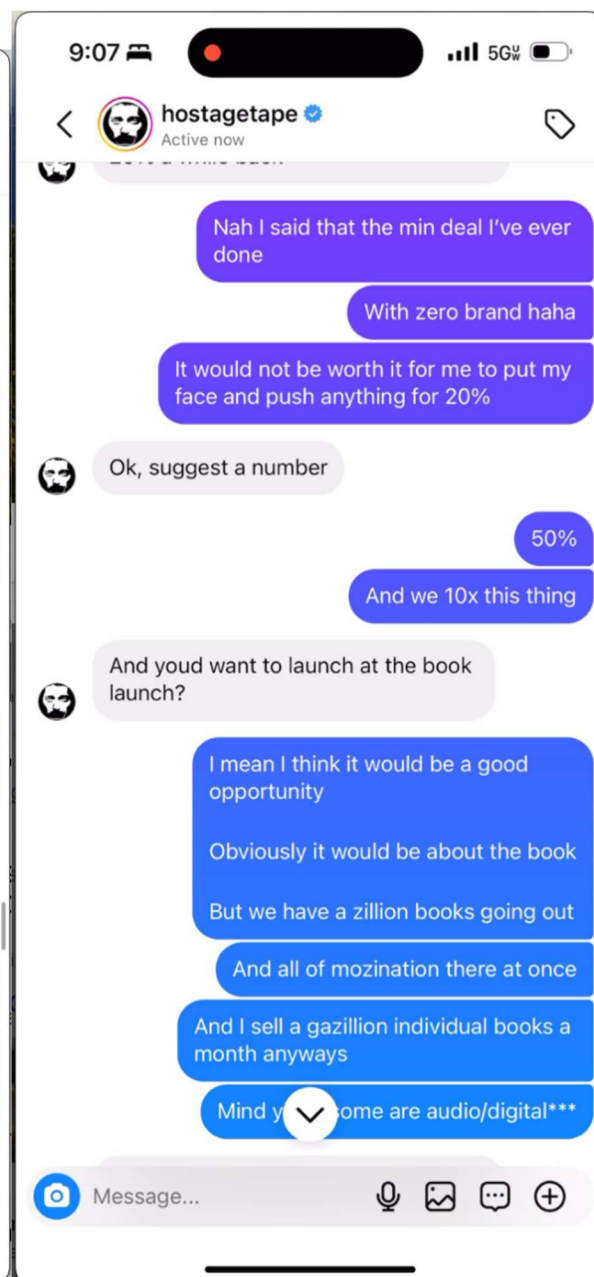 9:07
5G
hostagetape
Active now
Nah I said that the min deal I've ever
done
With zero brand haha
It would not be worth it for me to put my
face and push anything for 20%
Ok, suggest a number
50%
And we 10x this thing
And youd want to launch at the book
launch?
I mean I think it would be a good
opportunity
Obviously it would be about the book
But we have a zillion books going out
And all of mozination there at once
And I sell a gazillion individual books a
month anyways
Mind some are audio/digital***
Message...